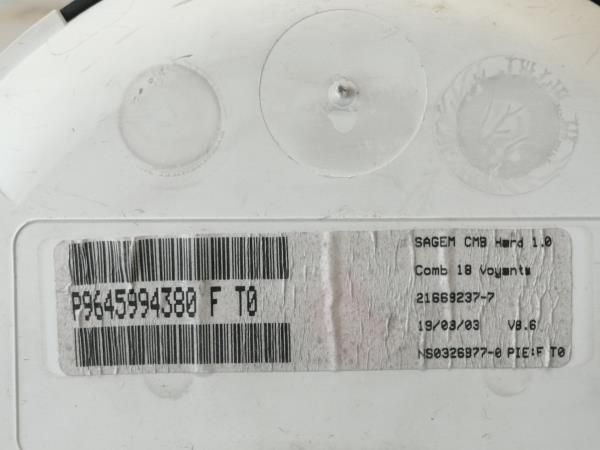 P9645994380 F T0
SAGEM CMB Hard 1.0
Comb 18 Voyants
21669237-7
19/03/03 V8.6
NS0326977-0 PIE:F T0